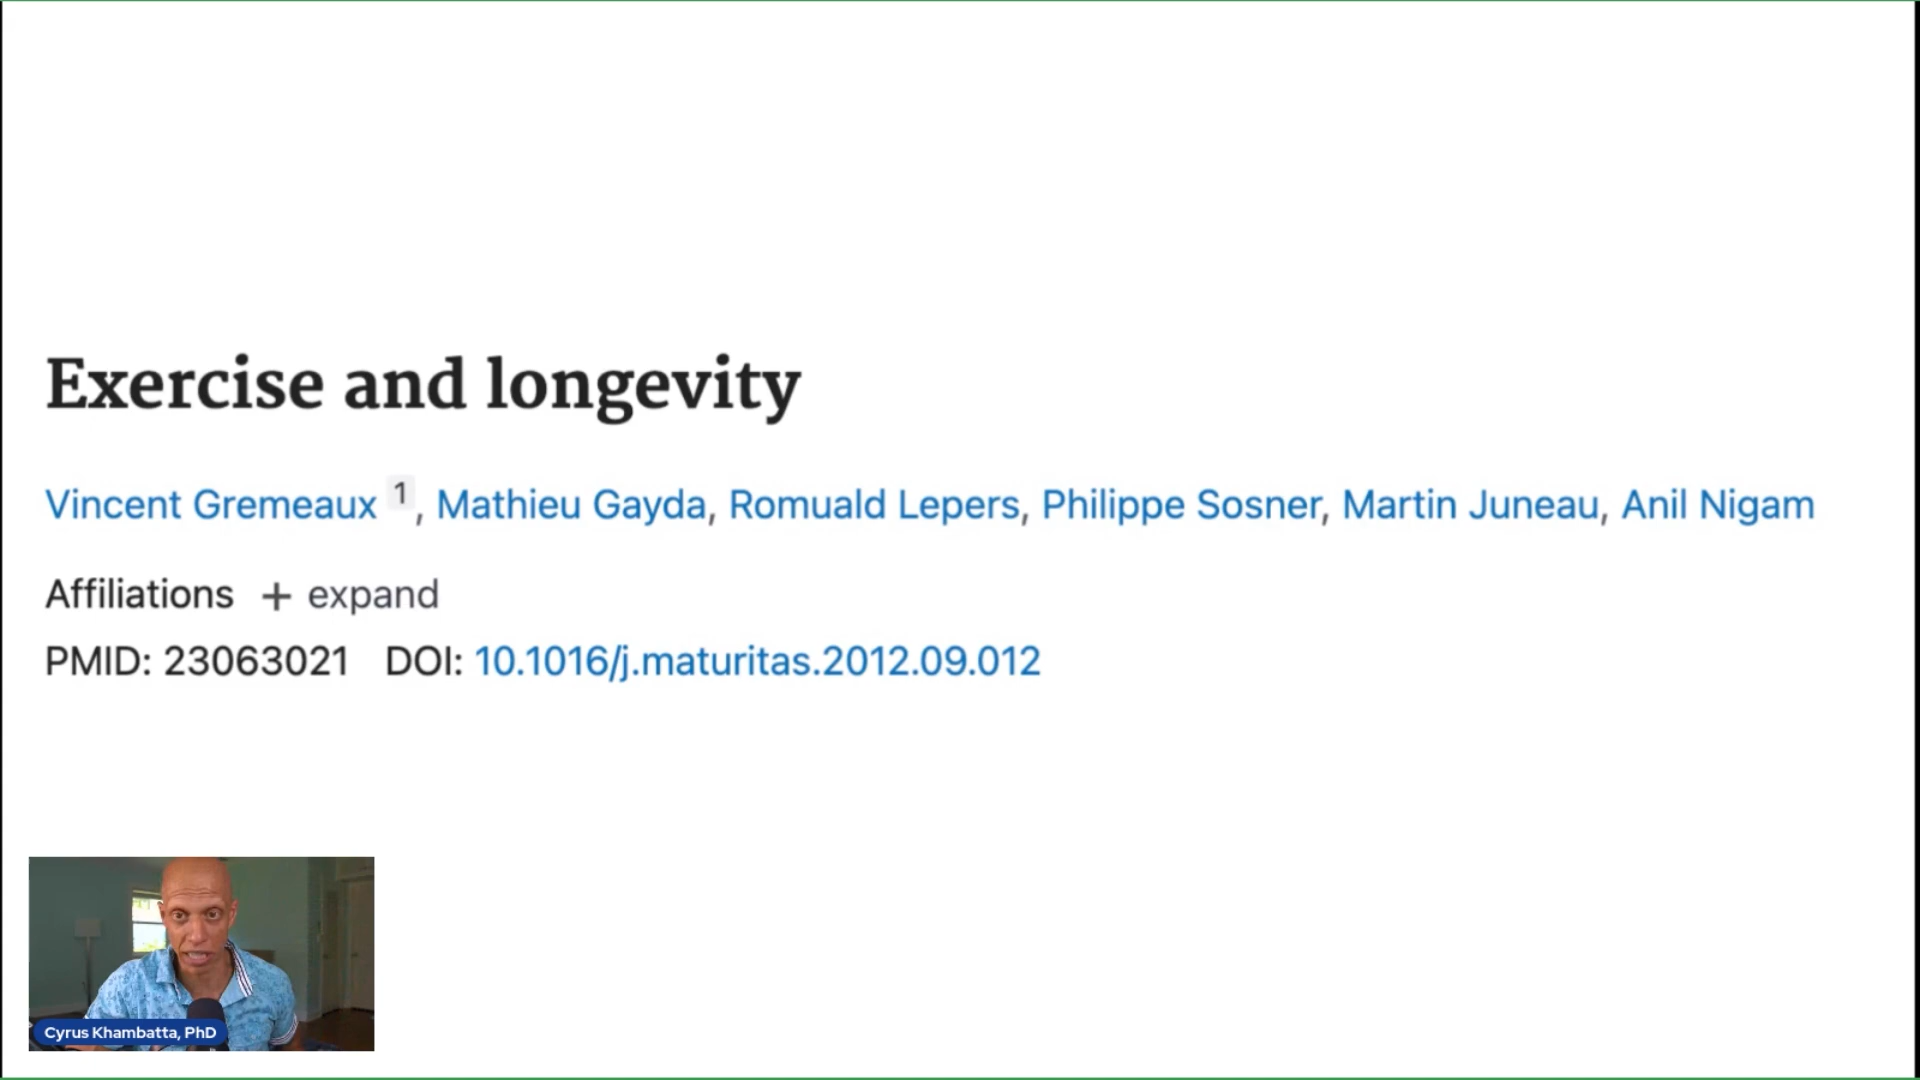 Exercise and longevity
Vincent Gremeaux 1, Mathieu Gayda, Romuald Lepers, Philippe Sosner, Martin Juneau, Anil Nigam
Affiliations + expand
PMID: 23063021 DOI: 10.1016/j.maturitas.2012.09.012
Cyrus Khambatta, PhD